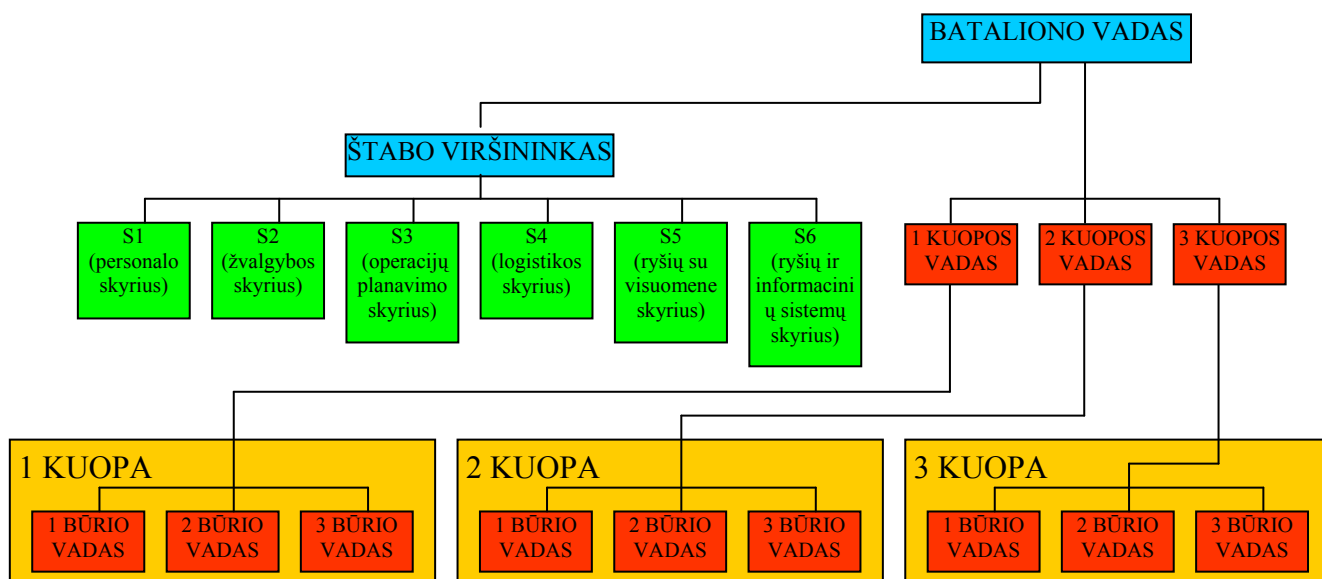 BATALIONO VADAS
ŠTABO VIRŠININKAS
S1
(personalo
skyrius)
S2
(žvalgybos
skyrius)
S3
(operacijų
planavimo
skyrius)
S4
(logistikos
skyrius)
S5
(ryšių su
visuomene
skyrius)
S6
(ryšių ir
informacini
ų sistemų
skyrius)
1 KUOPOS
VADAS
2 KUOPOS
VADAS
3 KUOPOS
VADAS
1 KUOPA
1 BŪRIO
VADAS
2 BŪRIO
VADAS
3 BŪRIO
VADAS
2 KUOPA
1 BŪRIO
VADAS
2 BŪRIO
VADAS
3 BŪRIO
VADAS
3 KUOPA
1 BŪRIO
VADAS
2 BŪRIO
VADAS
3 BŪRIO
VADAS